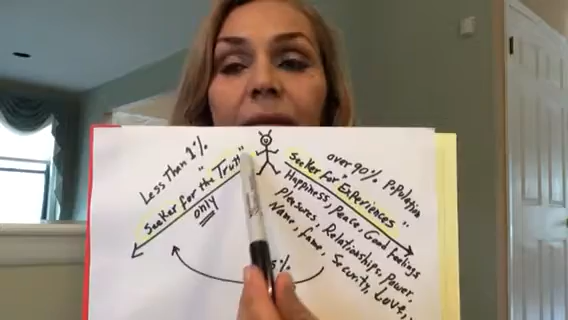 Less Than 1%
Seeker for the "Truth"
only
over 90% Population
Seeker for "Experiences"
Happiness, Peace, Good feelings
Pleasures, Relationships, Power,
Name, Fame, Security, Love,